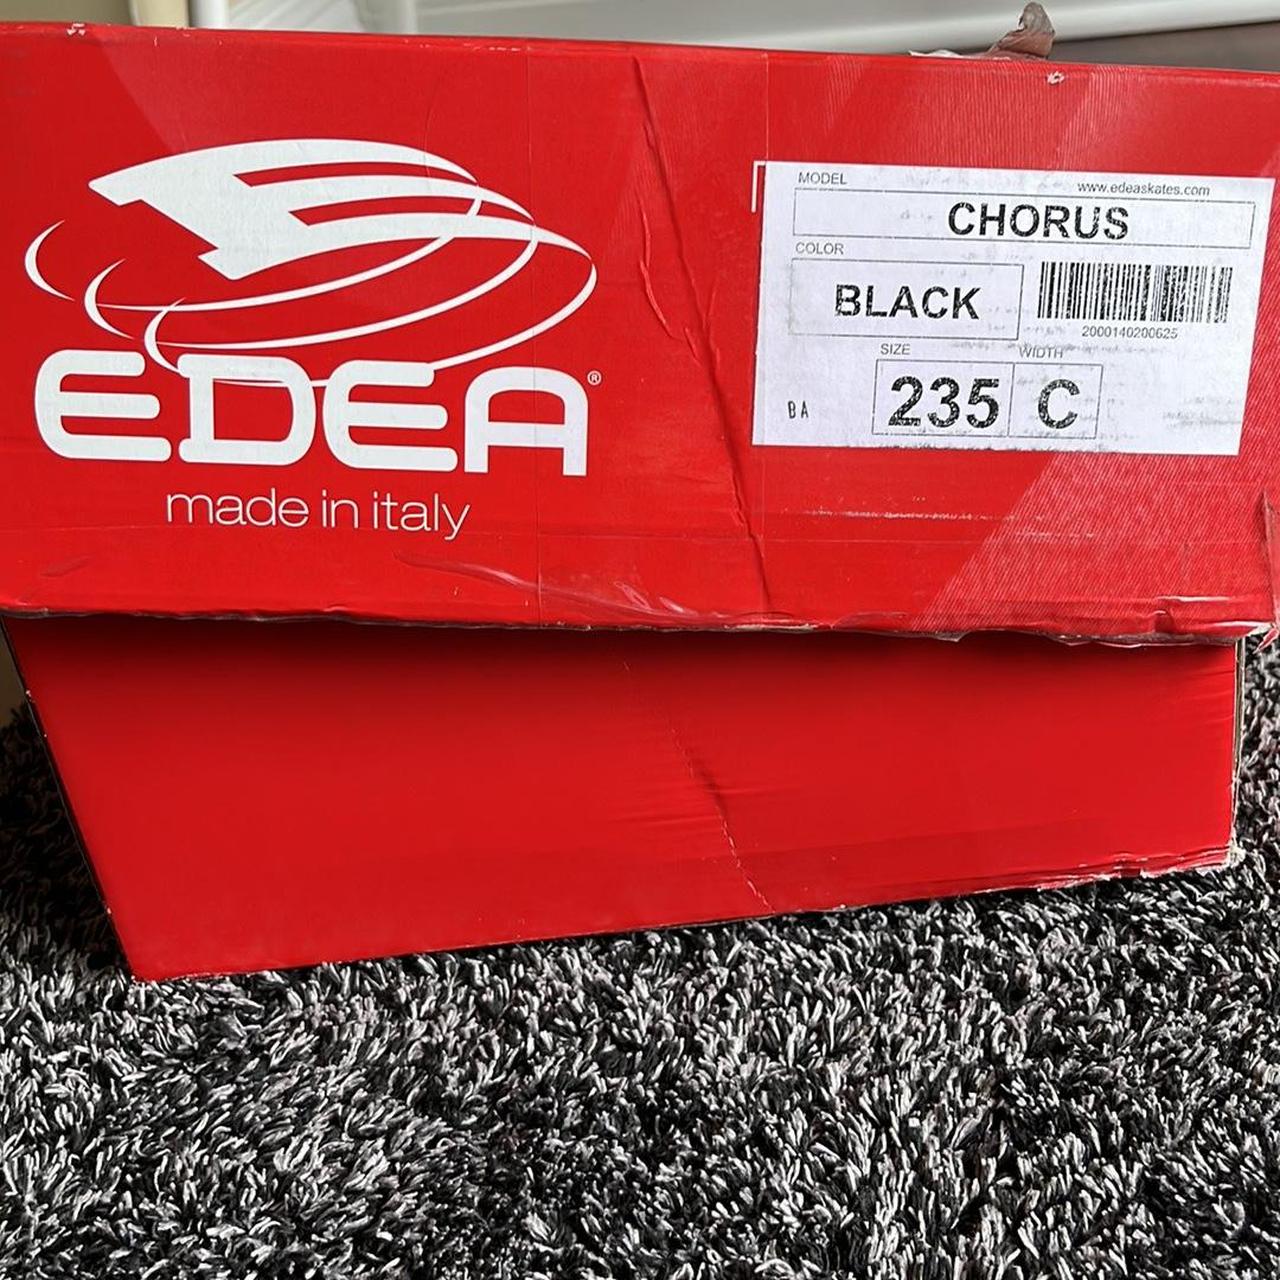 EDEA®
made in italy
MODEL
www.edeaskates.com
CHORUS
COLOR
BLACK
2000140200625
SIZE
WIDTH
BA
235
C